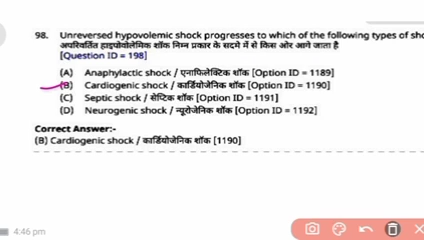 98. Unreversed hypovolemic shock progresses to which of the following types of sho
अपरिवर्तित हाइपोवोलेमिक शॉक निम्न प्रकार के सदमे में से किस ओर आगे जाता है
[Question ID = 198]
(A) Anaphylactic shock / एनाफिलेक्टिक शॉक [Option ID = 1189]
(B) Cardiogenic shock / कार्डियोजेनिक शॉक [Option ID = 1190]
(C) Septic shock / सेप्टिक शॉक [Option ID = 1191]
(D) Neurogenic shock / न्यूरोजेनिक शॉक [Option ID = 1192]
Correct Answer:-
(B) Cardiogenic shock / कार्डियोजेनिक शॉक [1190]
4:46 pm